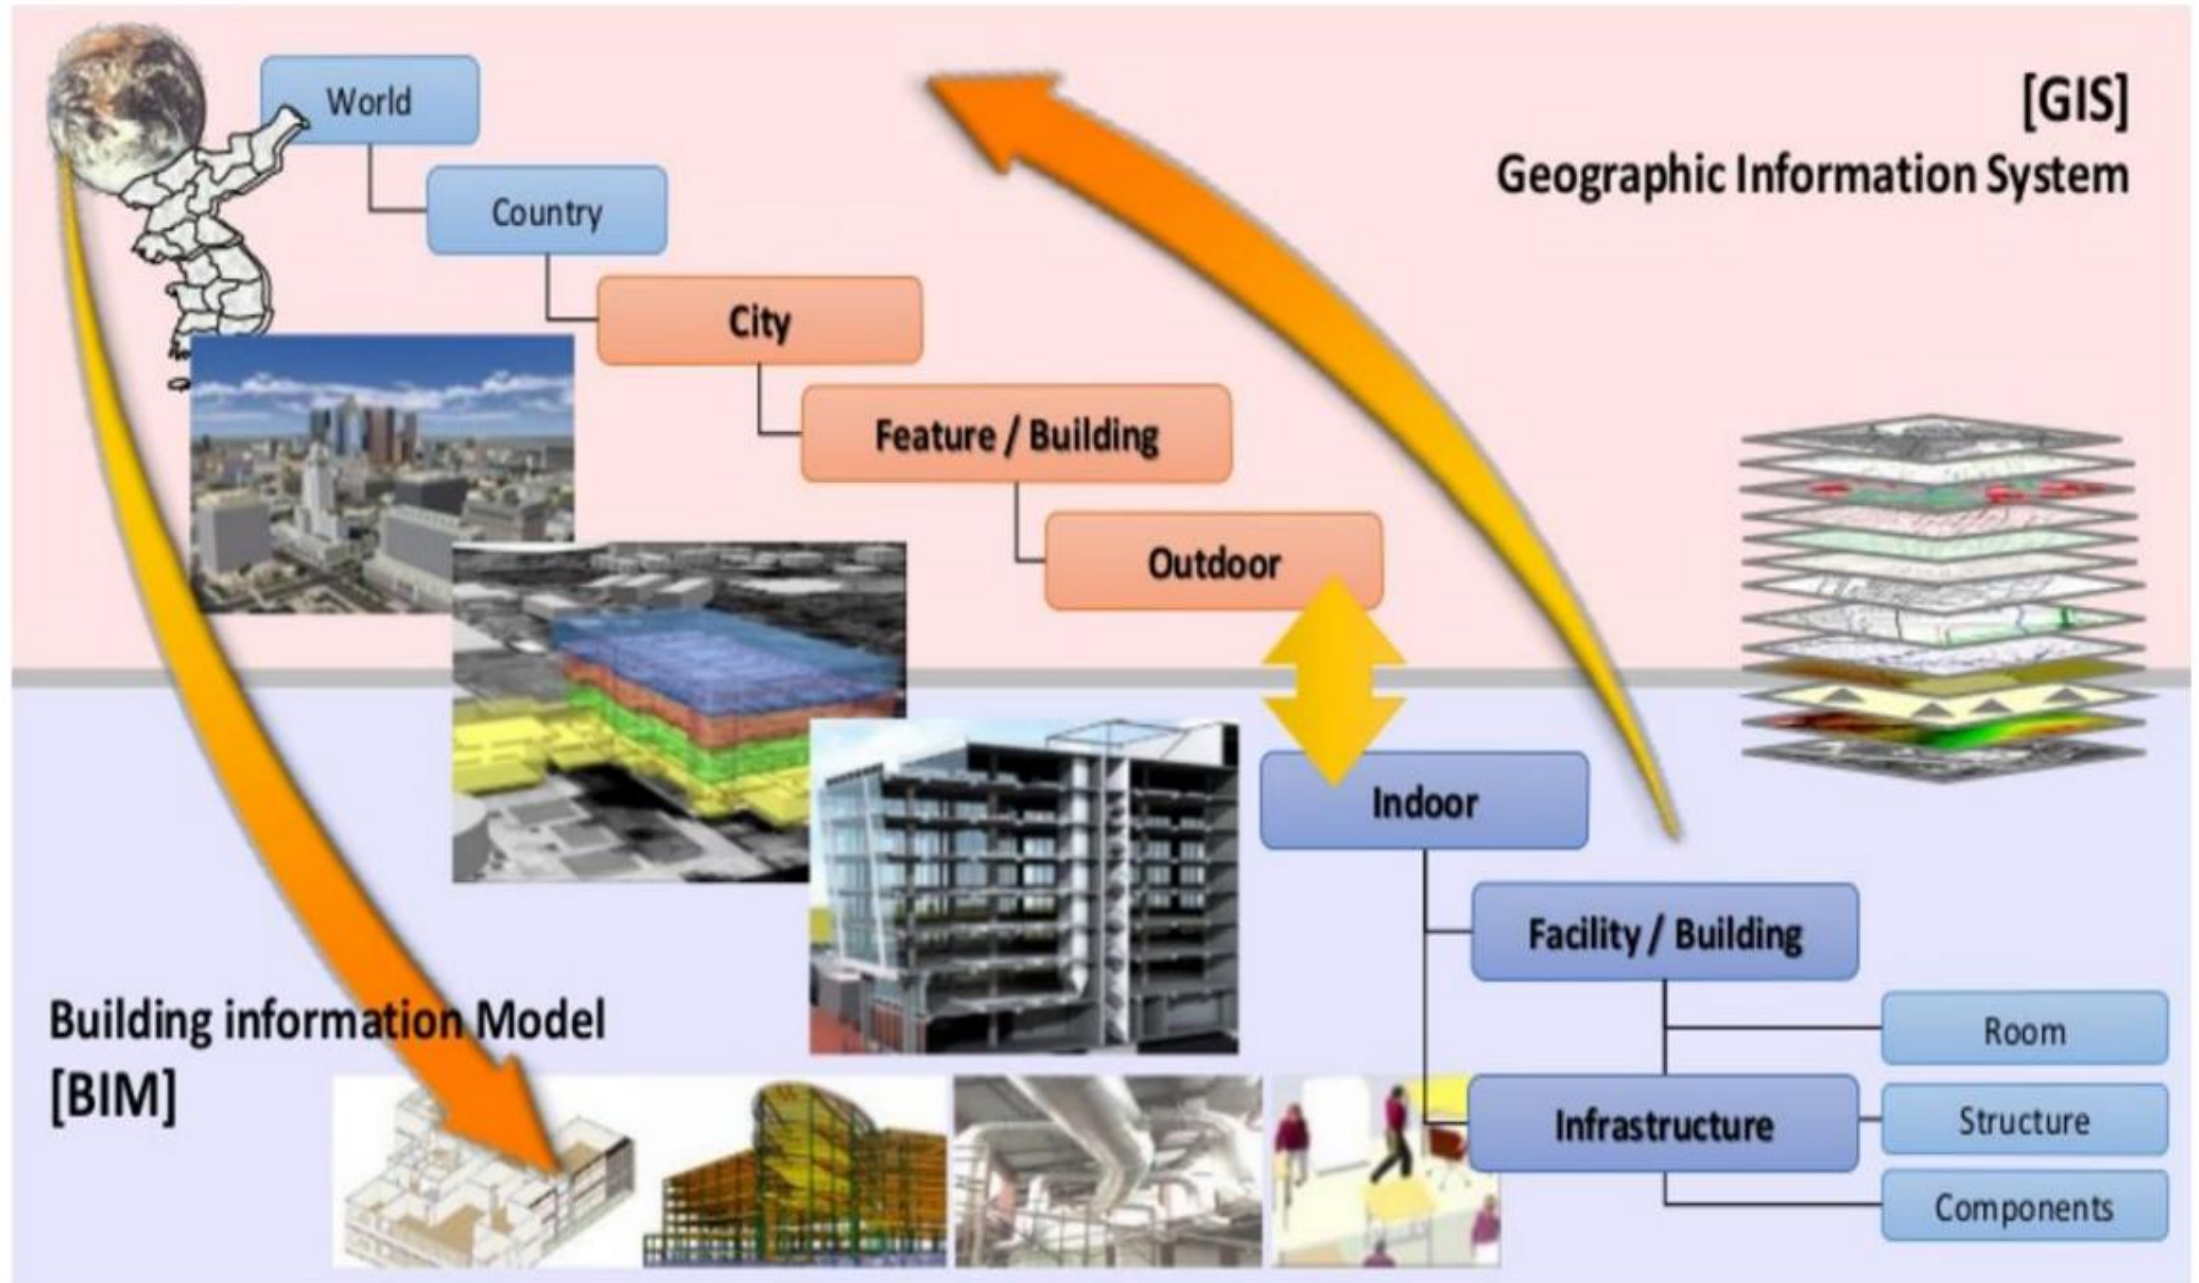 World
[GIS]
Geographic Information System
Country
City
Feature / Building
Outdoor
Indoor
Facility / Building
Building information Model
[BIM]
Room
Infrastructure
Structure
Components